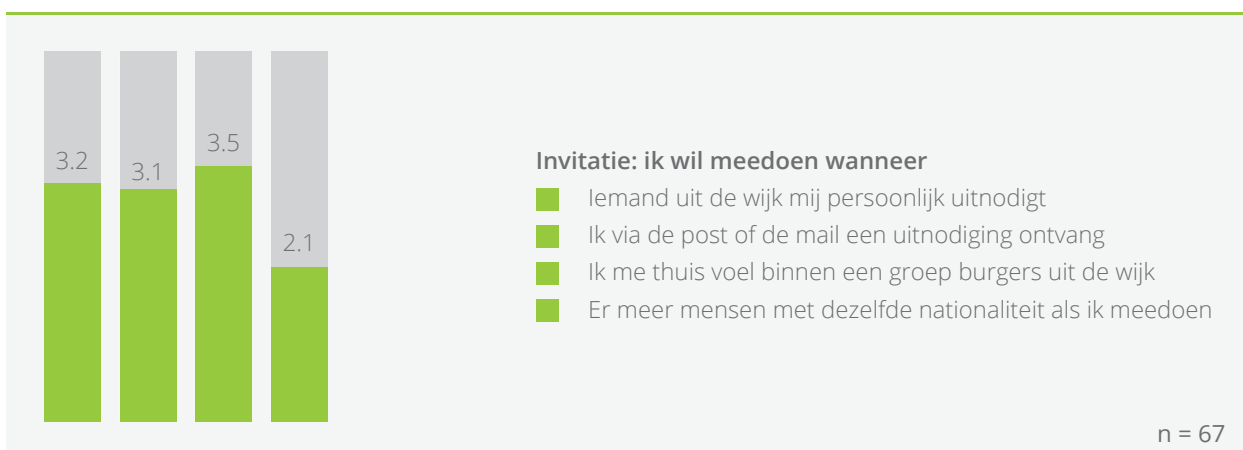 3.2
3.1
3.5
2.1
Invitatie: ik wil meedoen wanneer
Iemand uit de wijk mij persoonlijk uitnodigt
Ik via de post of de mail een uitnodiging ontvang
Ik me thuis voel binnen een groep burgers uit de wijk
Er meer mensen met dezelfde nationaliteit als ik meedoen
n = 67